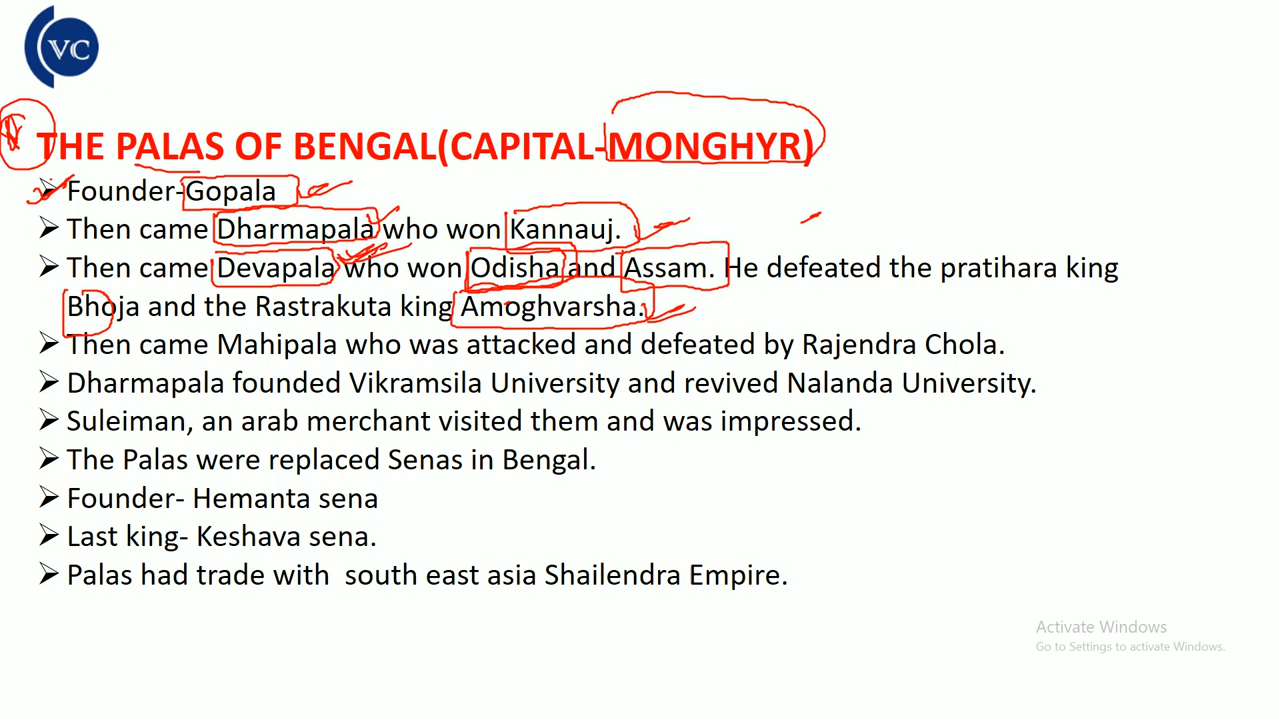 VC
THE PALAS OF BENGAL(CAPITAL-MONGHYR)
➢ Founder-Gopala
➢ Then came Dharmapala who won Kannauj.
➢ Then came Devapala who won Odisha and Assam. He defeated the pratihara king
Bhoja and the Rastrakuta king Amoghvarsha.
➢ Then came Mahipala who was attacked and defeated by Rajendra Chola.
➢ Dharmapala founded Vikramsila University and revived Nalanda University.
➢ Suleiman, an arab merchant visited them and was impressed.
➢ The Palas were replaced Senas in Bengal.
➢ Founder- Hemanta sena
➢ Last king- Keshava sena.
➢ Palas had trade with south east asia Shailendra Empire.
Activate Windows
Go to Settings to activate Windows.